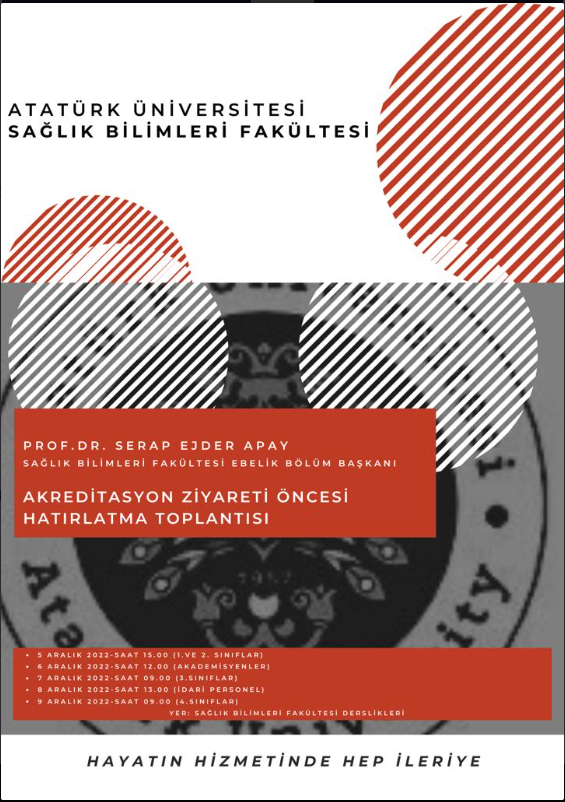 ATATÜRK ÜNİVERSİTESİ
SAĞLIK BİLİMLERİ FAKÜLTESİ
PROF.DR. SERAP EJDER APAY
SAĞLIK BİLİMLERİ FAKÜLTESİ EBELİK BÖLÜM BAŞKANI
AKREDİTASYON ZİYARETİ ÖNCESİ
HATIRLATMA TOPLANTISI
1957
Ata
ity
• 5 ARALIK 2022-SAAT 15.00 (1.VE 2. SINIFLAR)
• 6 ARALIK 2022-SAAT 12.00 (AKADEMİSYENLER)
• 7 ARALIK 2022-SAAT 09.00 (3.SINIFLAR)
• 8 ARALIK 2022-SAAT 13.00 (İDARİ PERSONEL)
• 9 ARALIK 2022-SAAT 09.00 (4.SINIFLAR)
YER: SAĞLIK BİLİMLERİ FAKÜLTESİ DERSLİKLERİ
HAYATIN HİZMETİNDE HEP İLERİYE